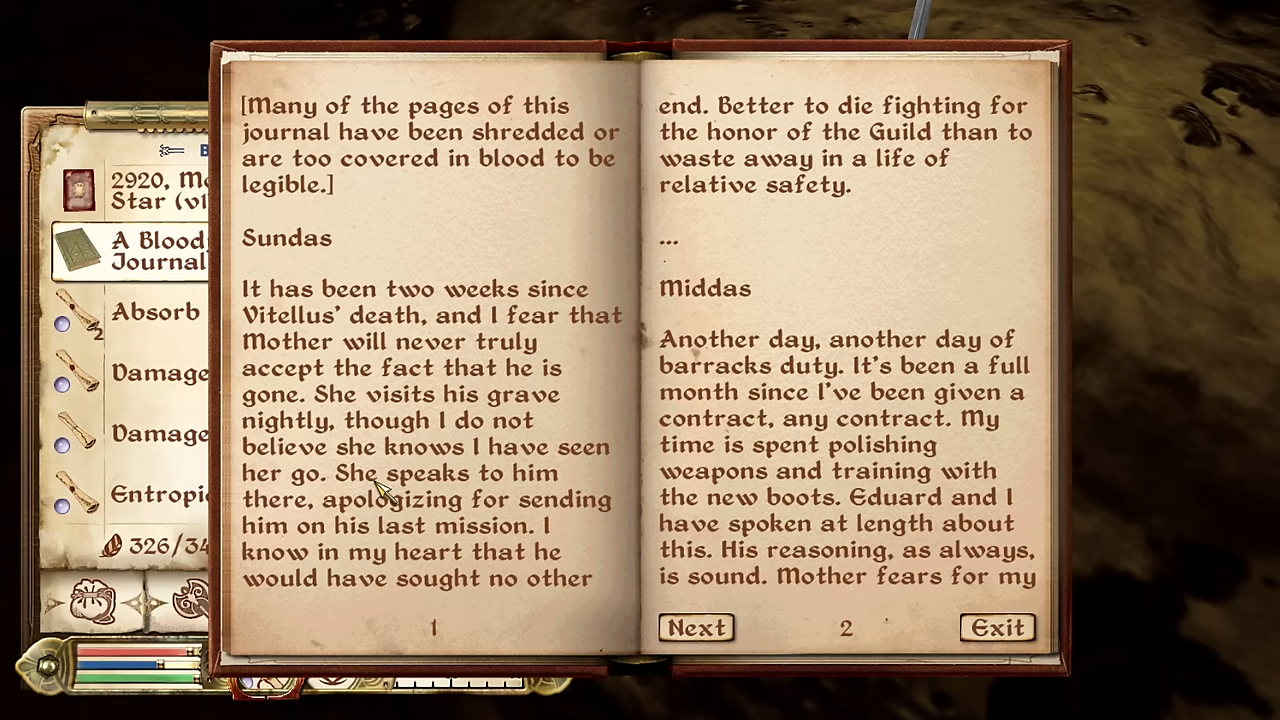 2920, Mo
Star (v1
A Blood
Journal
Absorb
2
Damage
Damage
Entropic
326/34
[Many of the pages of this
journal have been shredded or
are too covered in blood to be
legible.]
Sundas
It has been two weeks since
Vitellus' death, and I fear that
Mother will never truly
accept the fact that he is
gone. She visits his grave
nightly, though I do not
believe she knows I have seen
her go. She speaks to him
there, apologizing for sending
him on his last mission. I
know in my heart that he
would have sought no other
1
end. Better to die fighting for
the honor of the Guild than to
waste away in a life of
relative safety.
...
Middas
Another day, another day of
barracks duty. It's been a full
month since I've been given a
contract, any contract. My
time is spent polishing
weapons and training with
the new boots. Eduard and I
have spoken at length about
this. His reasoning, as always,
is sound. Mother fears for my
Next
2
Exit